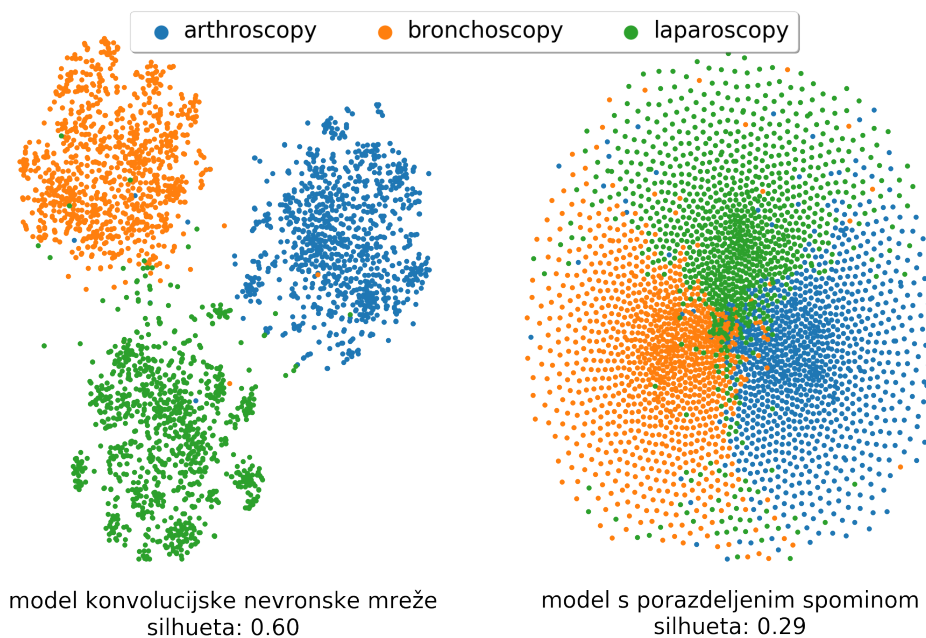 arthroscopy bronchoscopy laparoscopy
model konvolucijske nevronske mreže
silhueta: 0.60
model s porazdeljenim spominom
silhueta: 0.29